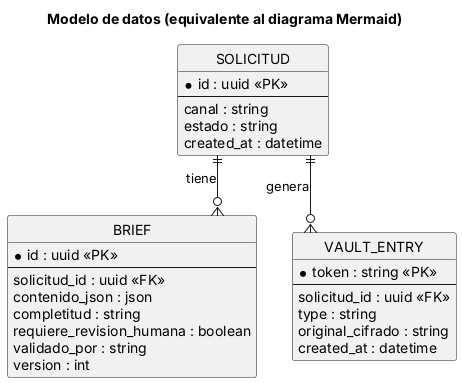 Modelo de datos (equivalente al diagrama Mermaid)
SOLICITUD
id : uuid «PK»
canal : string
estado : string
created_at : datetime
tiene
genera
BRIEF
id : uuid «PK»
solicitud_id : uuid «FK»
contenido_json : json
completitud : string
requiere_revision_humana : boolean
validado_por : string
version : int
VAULT_ENTRY
token : string «PK»
solicitud_id : uuid «FK»
type : string
original_cifrado : string
created_at : datetime